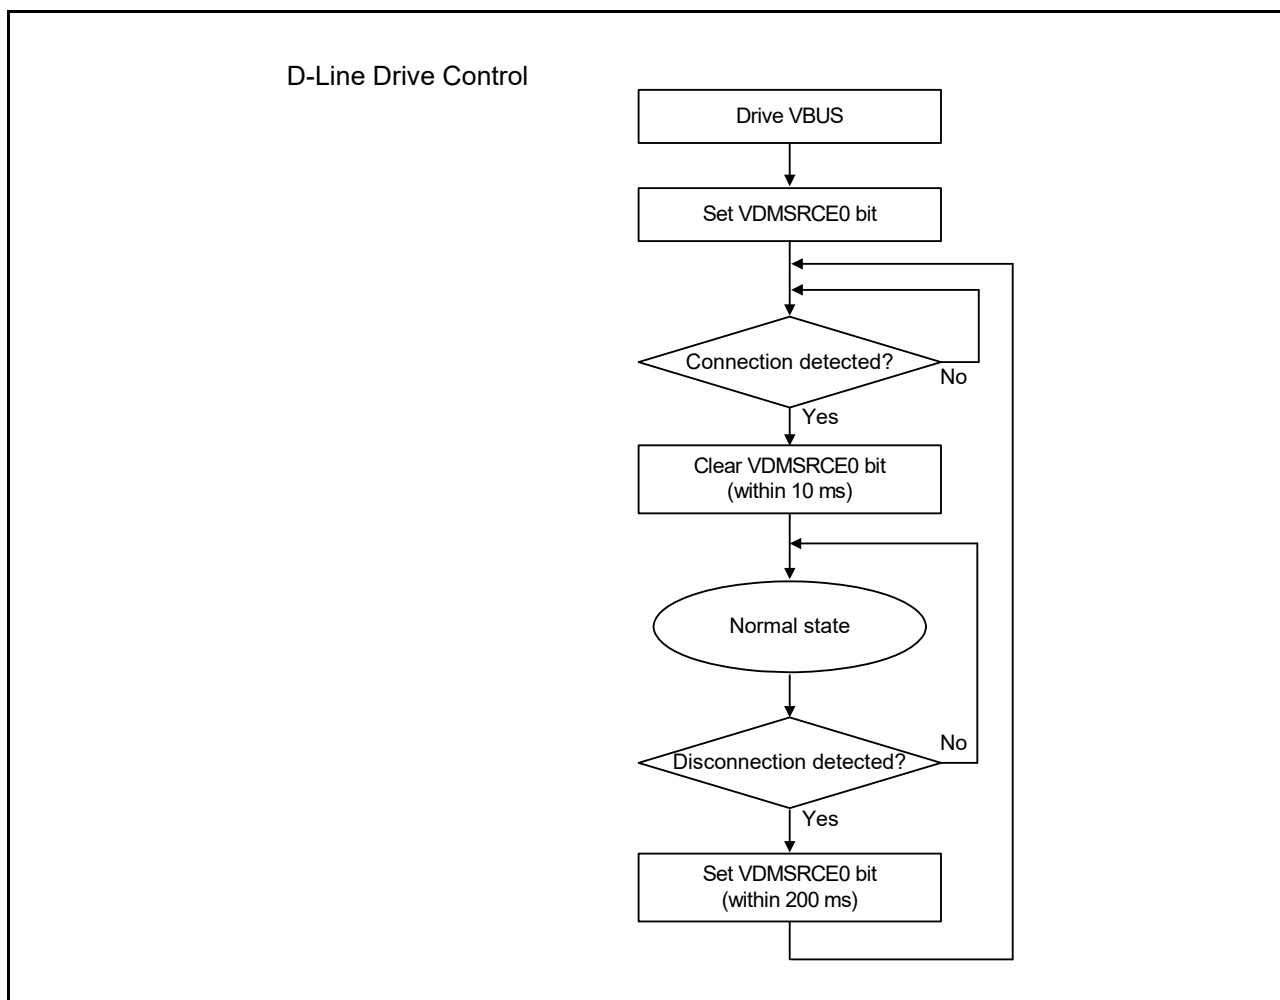 D-Line Drive Control
Drive VBUS
Set VDMSRCE0 bit
Connection detected?
No
Yes
Clear VDMSRCE0 bit
(within 10 ms)
Normal state
No
Disconnection detected?
Yes
Set VDMSRCE0 bit
(within 200 ms)